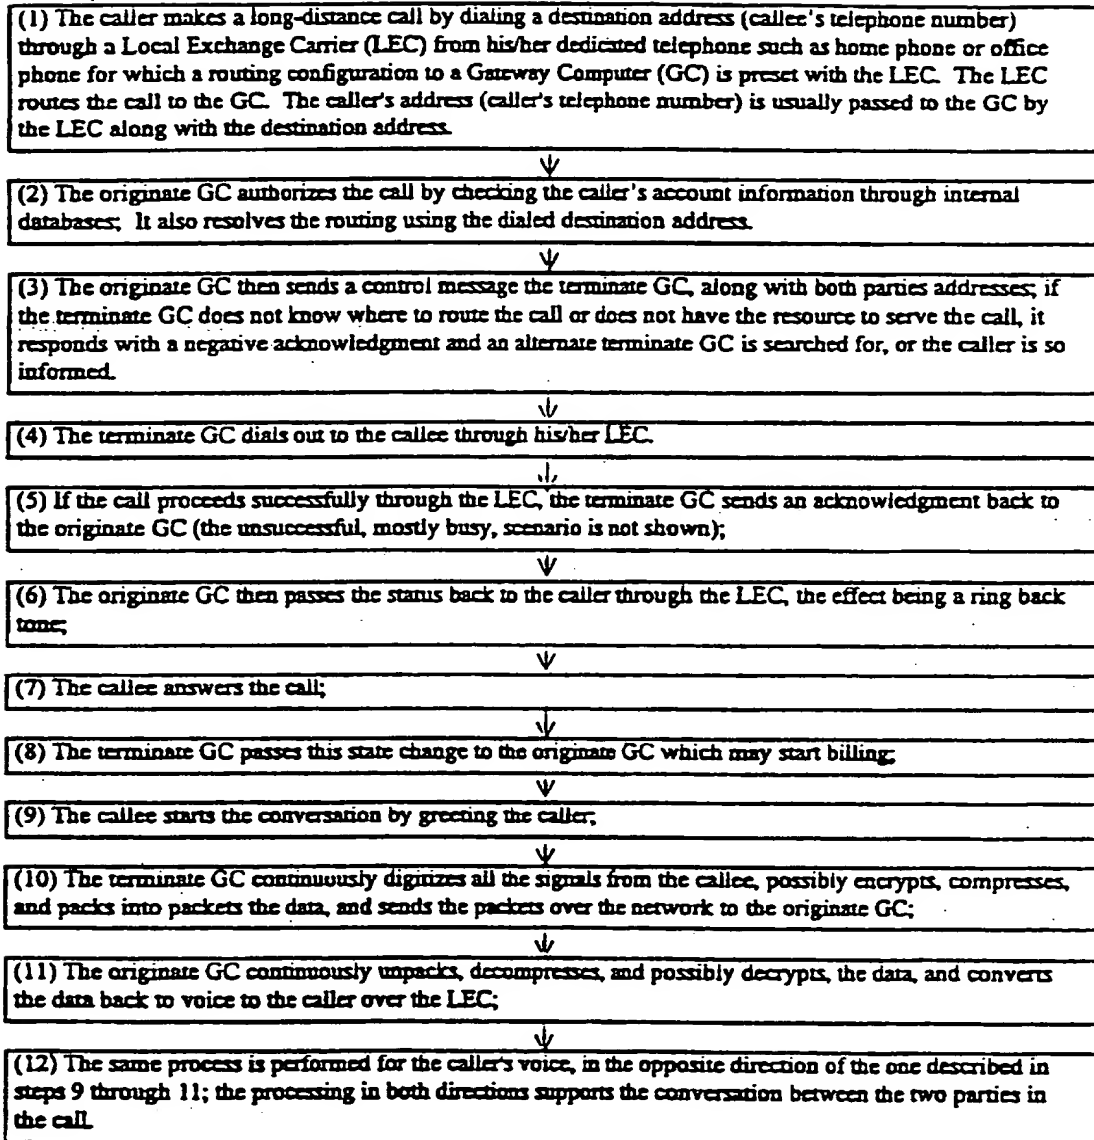 (1) The caller makes a long-distance call by dialing a destination address (callee's telephone number)
through a Local Exchange Carrier (LEC) from his/her dedicated telephone such as home phone or office
phone for which a routing configuration to a Gateway Computer (GC) is preset with the LEC. The LEC
routes the call to the GC. The caller's address (caller's telephone number) is usually passed to the GC by
the LEC along with the destination address.
(2) The originate GC authorizes the call by checking the caller's account information through internal
databases; It also resolves the routing using the dialed destination address.
(3) The originate GC then sends a control message the terminate GC, along with both parties addresses; if
the terminate GC does not know where to route the call or does not have the resource to serve the call, it
responds with a negative acknowledgment and an alternate terminate GC is searched for, or the caller is so
informed.
(4) The terminate GC dials out to the callee through his/her LEC.
(5) If the call proceeds successfully through the LEC, the terminate GC sends an acknowledgment back to
the originate GC (the unsuccessful, mostly busy, scenario is not shown);
(6) The originate GC then passes the status back to the caller through the LEC, the effect being a ring back
tone;
(7) The callee answers the call;
(8) The terminate GC passes this state change to the originate GC which may start billing;
(9) The callee starts the conversation by greeting the caller;
(10) The terminate GC continuously digitizes all the signals from the callee, possibly encrypts, compresses,
and packs into packets the data, and sends the packets over the network to the originate GC;
(11) The originate GC continuously unpacks, decompresses, and possibly decrypts, the data, and converts
the data back to voice to the caller over the LEC;
(12) The same process is performed for the caller's voice, in the opposite direction of the one described in
steps 9 through 11; the processing in both directions supports the conversation between the two parties in
the call.